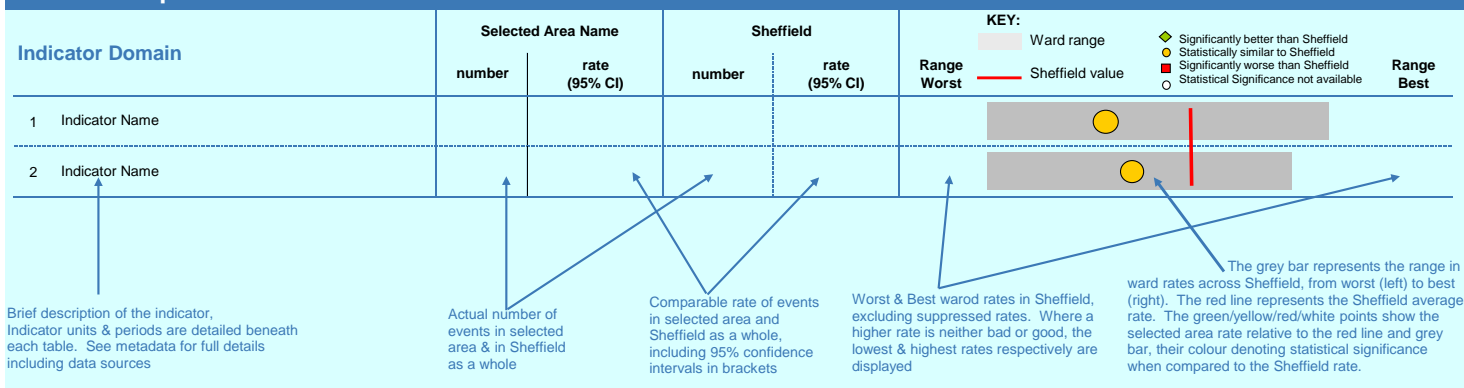 Indicator Domain
Selected Area Name
number
rate
(95% CI)
Sheffield
number
rate
(95% CI)
Range
Worst
KEY:
Ward range
Sheffield value
Significantly better than Sheffield
Statistically similar to Sheffield
Significantly worse than Sheffield
Statistical Significance not available
Range
Best
1 Indicator Name
2 Indicator Name
Brief description of the indicator,
Indicator units & periods are detailed beneath
each table. See metadata for full details
including data sources
Actual number of
events in selected
area & in Sheffield
as a whole
Comparable rate of events
in selected area and
Sheffield as a whole,
including 95% confidence
intervals in brackets
Worst & Best warod rates in Sheffield,
excluding suppressed rates. Where a
higher rate is neither bad or good, the
lowest & highest rates respectively are
displayed
The grey bar represents the range in
ward rates across Sheffield, from worst (left) to best
(right). The red line represents the Sheffield average
rate. The green/yellow/red/white points show the
selected area rate relative to the red line and grey
bar, their colour denoting statistical significance
when compared to the Sheffield rate.